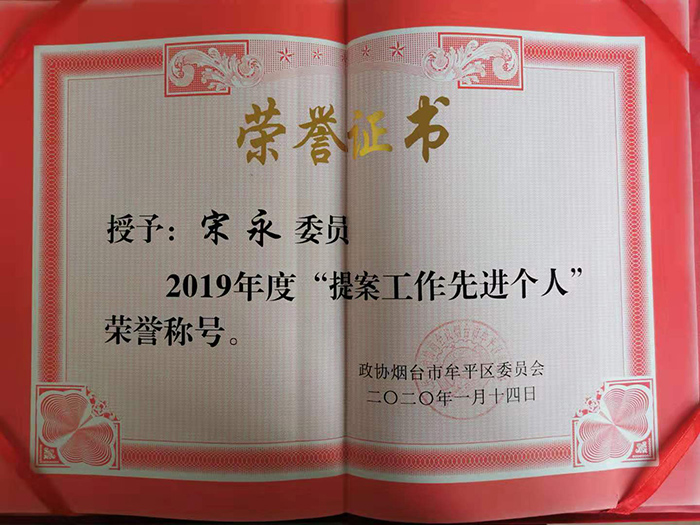 荣誉证书
授予：宋永委员
2019年度“提案工作先进个人”
荣誉称号。
政协烟台市牟平区委员会
二〇二〇年一月十四日